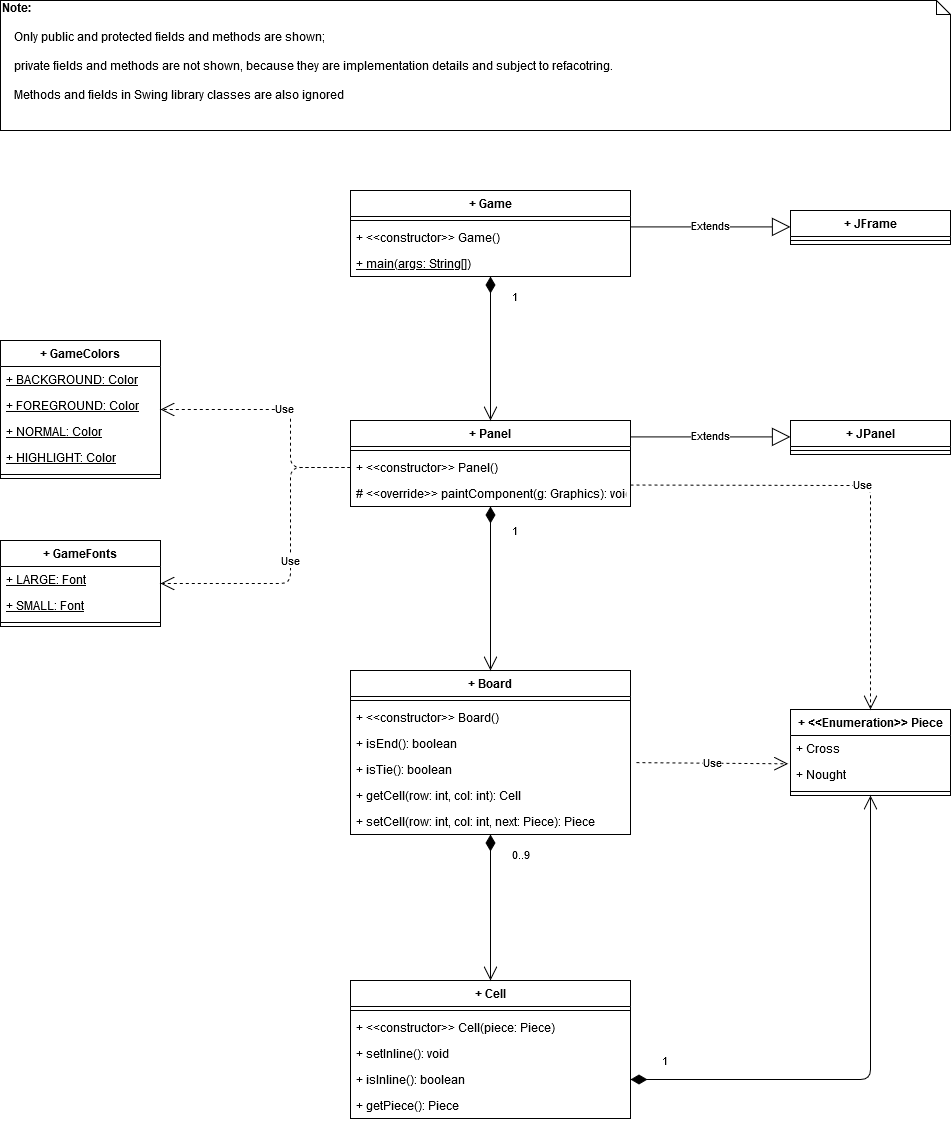 Note:
Only public and protected fields and methods are shown;
private fields and methods are not shown, because they are implementation details and subject to refacotring.
Methods and fields in Swing library classes are also ignored
+ Game
+ <<constructor>> Game()
+ main(args: String[])
Extends
+ JFrame
1
+ GameColors
+ BACKGROUND: Color
+ FOREGROUND: Color
+ NORMAL: Color
+ HIGHLIGHT: Color
Use
+ Panel
+ <<constructor>> Panel()
# <<override>> paintComponent(g: Graphics): voi
Extends
+ JPanel
Use
1
+ GameFonts
+ LARGE: Font
+ SMALL: Font
Use
+ Board
+ <<constructor>> Board()
+ isEnd(): boolean
+ isTie(): boolean
+ getCell(row: int, col: int): Cell
+ setCell(row: int, col: int, next: Piece): Piece
Use
+ <<Enumeration>> Piece
+ Cross
+ Nought
0..9
+ Cell
+ <<constructor>> Cell(piece: Piece)
+ setInline(): void
+ isInline(): boolean
+ getPiece(): Piece
1